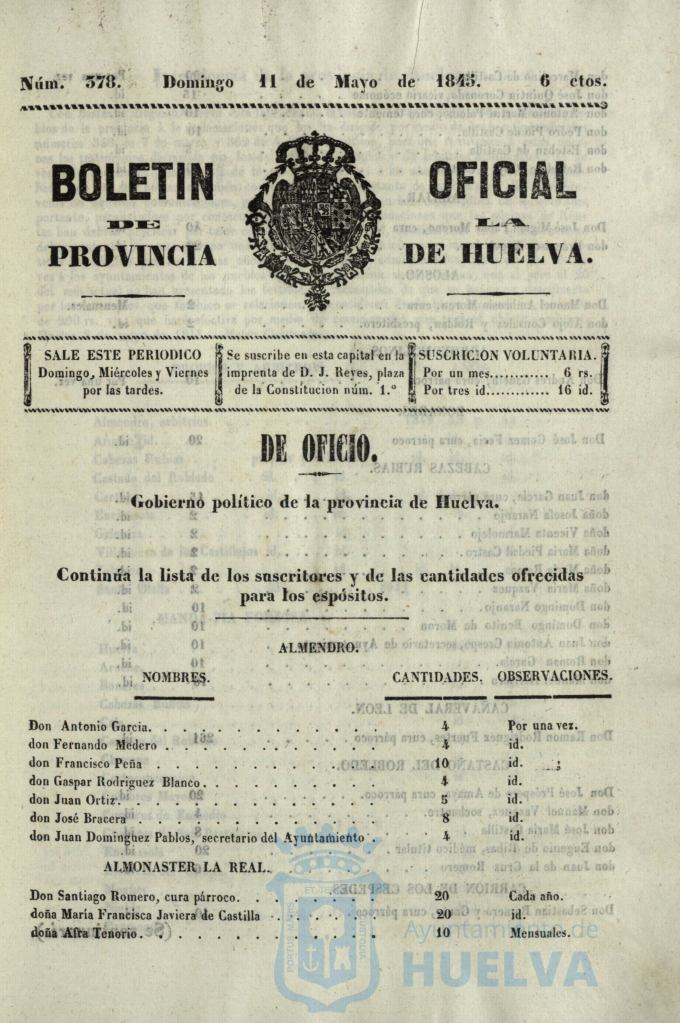 Núm. 378. Domingo 11 de Mayo de 1845. 6 ctos.
BOLETIN OFICIAL
DE LA
PROVINCIA DE HUELVA.
SALE ESTE PERIODICO
Domingo, Miércoles y Viernes
por las tardes.
Se suscribe en esta capital en la
imprenta de D. J. Reyes, plaza
de la Constitucion núm. 1.º
SUSCRICION VOLUNTARIA.
Por un mes............ 6 rs.
Por tres id............. 16 id.
DE OFICIO.
Gobierno político de la provincia de Huelva.
Continúa la lista de los suscritores y de las cantidades ofrecidas
para los espósitos.
ALMENDRO.
NOMBRES. CANTIDADES. OBSERVACIONES.
Don Antonio Garcia. 4 Por una vez.
don Fernando Medero 4 id.
don Francisco Peña 10 id.
don Gaspar Rodriguez Blanco. 4 id.
don Juan Ortiz. 5 id.
don José Bracera 8 id.
don Juan Dominguez Pablos, secretario del Ayuntamiento 4 id.
ALMONASTER LA REAL.
Don Santiago Romero, cura párroco. 20 Cada año.
doña María Francisca Javiera de Castilla 20 id.
doña Afra Tenorio. 10 Mensuales.
Ayuntamiento de
HUELVA